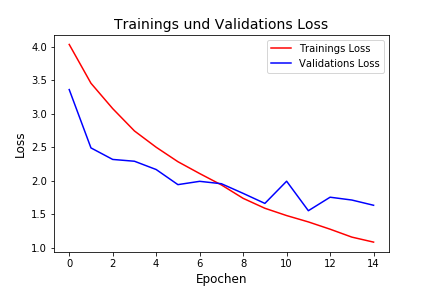 Trainings und Validations Loss
Trainings Loss
Validations Loss
Loss
4.0
3.5
3.0
2.5
2.0
1.5
1.0
0 2 4 6 8 10 12 14
Epochen